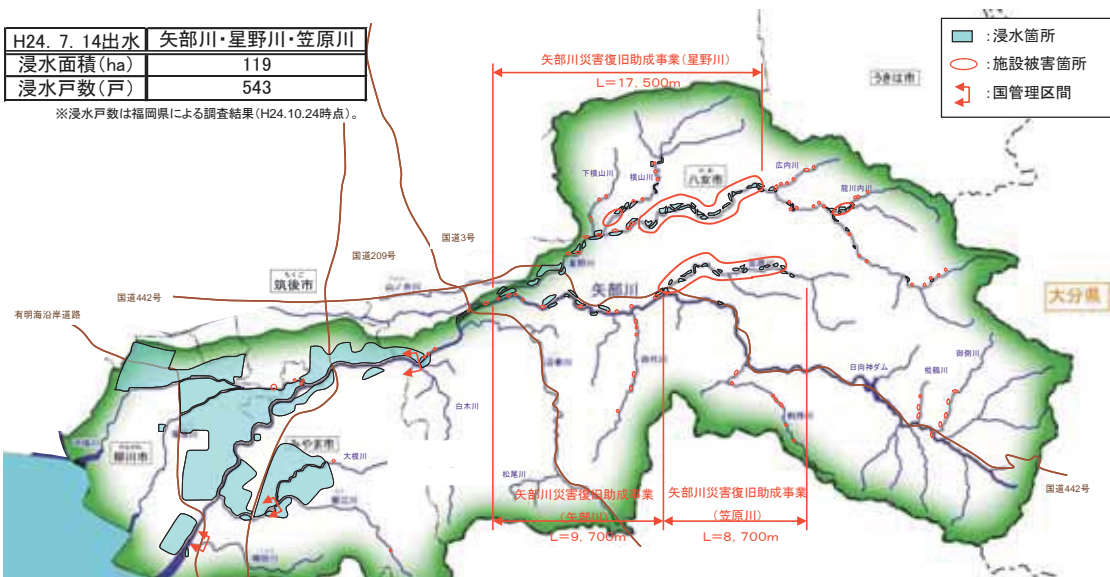 H24. 7. 14出水 矢部川・星野川・笠原川
浸水面積(ha) 119
浸水戸数(戸) 543
※浸水戸数は福岡県による調査結果(H24.10.24時点)。
:浸水箇所
:施設被害箇所
:国管理区間
矢部川災害復旧助成事業(星野川)
L=17, 500m
うきは市
下横山川
横山川
八女市
広内川
龍川内川
国道3号
国道209号
星野川
ちくご
筑後市
山ノ井川
国道442号
矢部川
大分県
有明海沿岸道路
御側川
日向神ダム
白木川
みやま市
柳川市
大根川
松尾川
国道442号
矢部川災害復旧助成事業
(矢部川)
L=9, 700m
矢部川災害復旧助成事業
(笠原川)
L=8, 700m